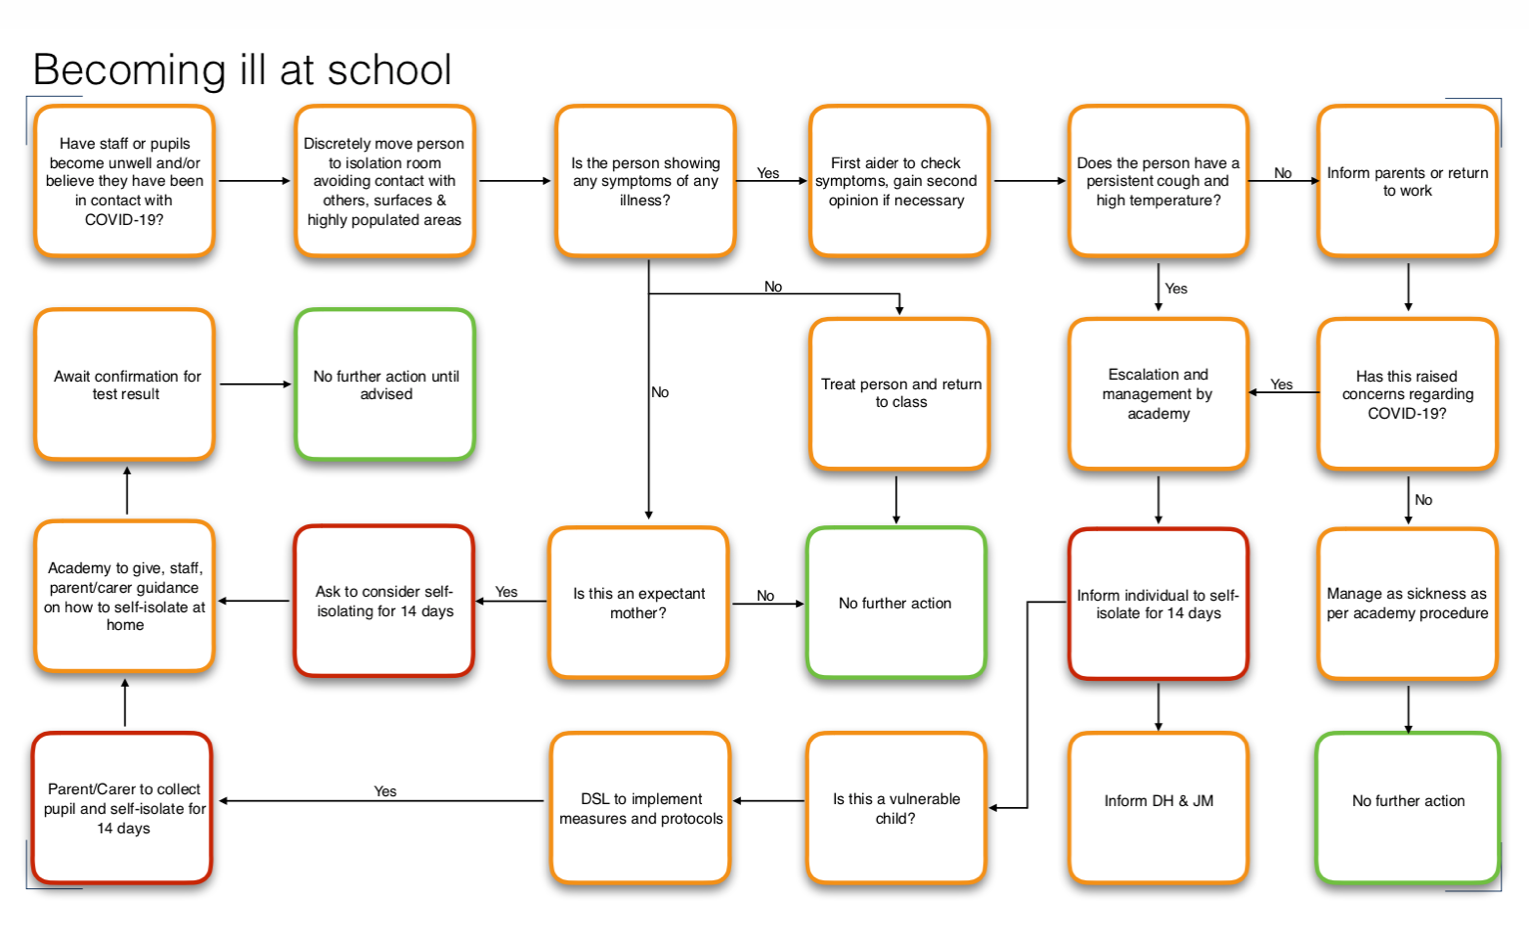 Becoming ill at school
Have staff or pupils
become unwell and/or
believe they have been
in contact with
COVID-19?
Discretely move person
to isolation room
avoiding contact with
others, surfaces &
highly populated areas
Is the person showing
any symptoms of any
illness?
Yes
First aider to check
symptoms, gain second
opinion if necessary
Does the person have a
persistent cough and
high temperature?
No
Inform parents or return
to work
No
Yes
Await confirmation for
test result
No further action until
advised
No
Treat person and return
to class
Escalation and
management by
academy
Yes
Has this raised
concerns regarding
COVID-19?
No
Academy to give, staff,
parent/carer guidance
on how to self-isolate at
home
Ask to consider self-
isolating for 14 days
Yes
Is this an expectant
mother?
No
No further action
Inform individual to self-
isolate for 14 days
Manage as sickness as
per academy procedure
Parent/Carer to collect
pupil and self-isolate for
14 days
Yes
DSL to implement
measures and protocols
Is this a vulnerable
child?
Inform DH & JM
No further action